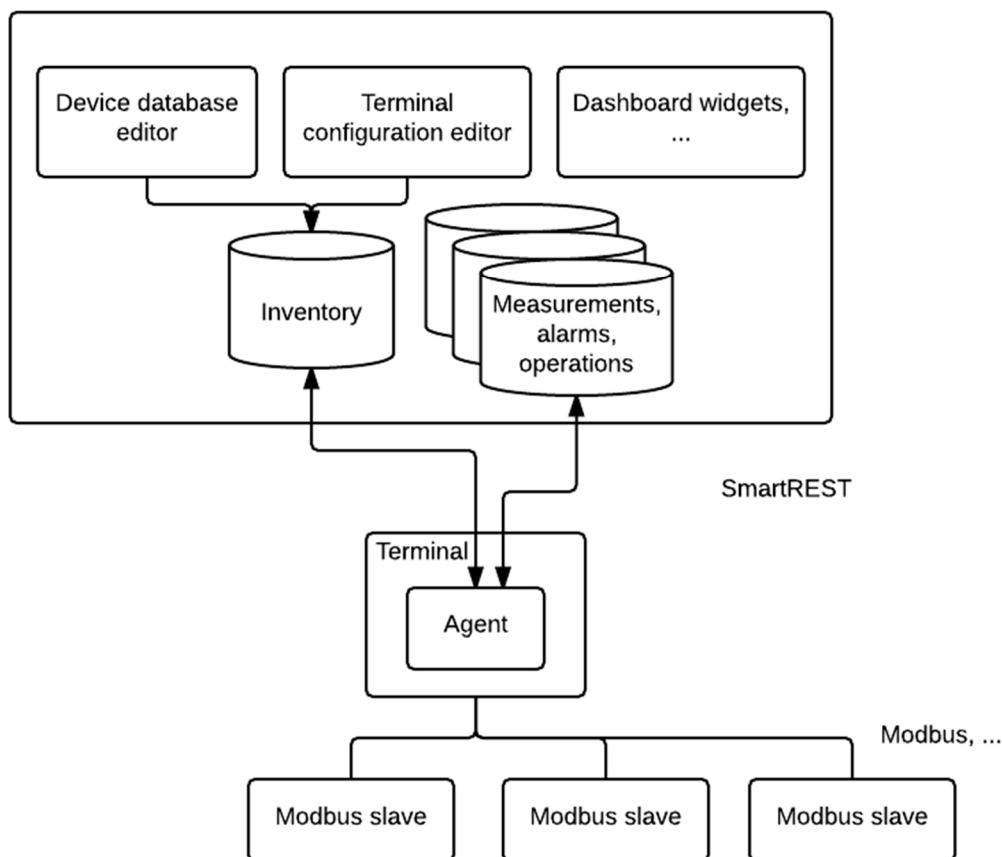 Device database
editor
Terminal
configuration editor
Dashboard widgets,
...
Inventory
Measurements,
alarms,
operations
SmartREST
Terminal
Agent
Modbus, ...
Modbus slave
Modbus slave
Modbus slave